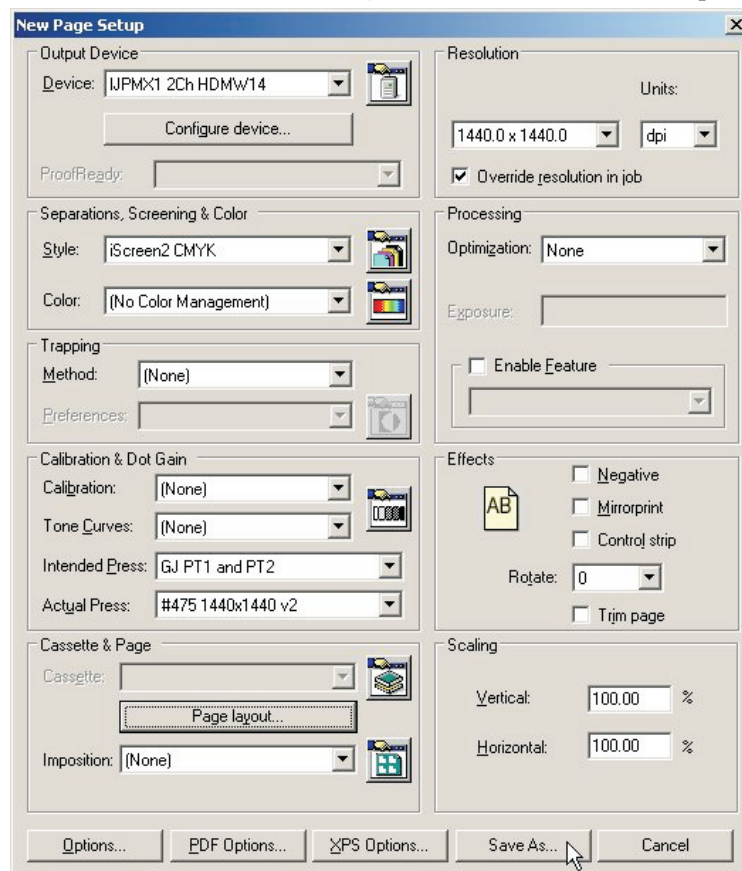 New Page Setup
Output Device
Device: IJPMX1 2Ch HDMW14
Configure device...
ProofReady:
Separations, Screening & Color
Style: iScreen2 CMYK
Color: (No Color Management)
Trapping
Method: (None)
Preferences:
Calibration & Dot Gain
Calibration: (None)
Tone Curves: (None)
Intended Press: GJ PT1 and PT2
Actual Press: #475 1440x1440 v2
Cassette & Page
Cassette:
Page layout...
Imposition: (None)
Resolution
Units:
1440.0 x 1440.0 dpi
Override resolution in job
Processing
Optimization: None
Exposure:
Enable Feature
Effects
AB
Negative
Mirrorprint
Control strip
Rotate: 0
Trim page
Scaling
Vertical: 100.00 %
Horizontal: 100.00 %
Options... PDF Options... XPS Options... Save As... Cancel